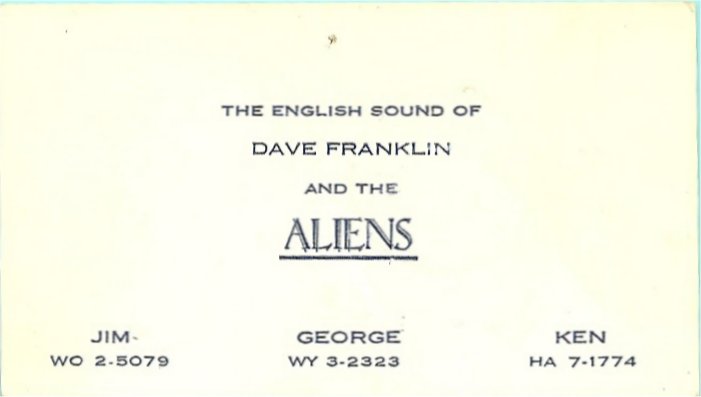 THE ENGLISH SOUND OF
DAVE FRANKLIN
AND THE
ALIENS
JIM GEORGE KEN
WO 2-5079 WY 3-2323 HA 7-1774